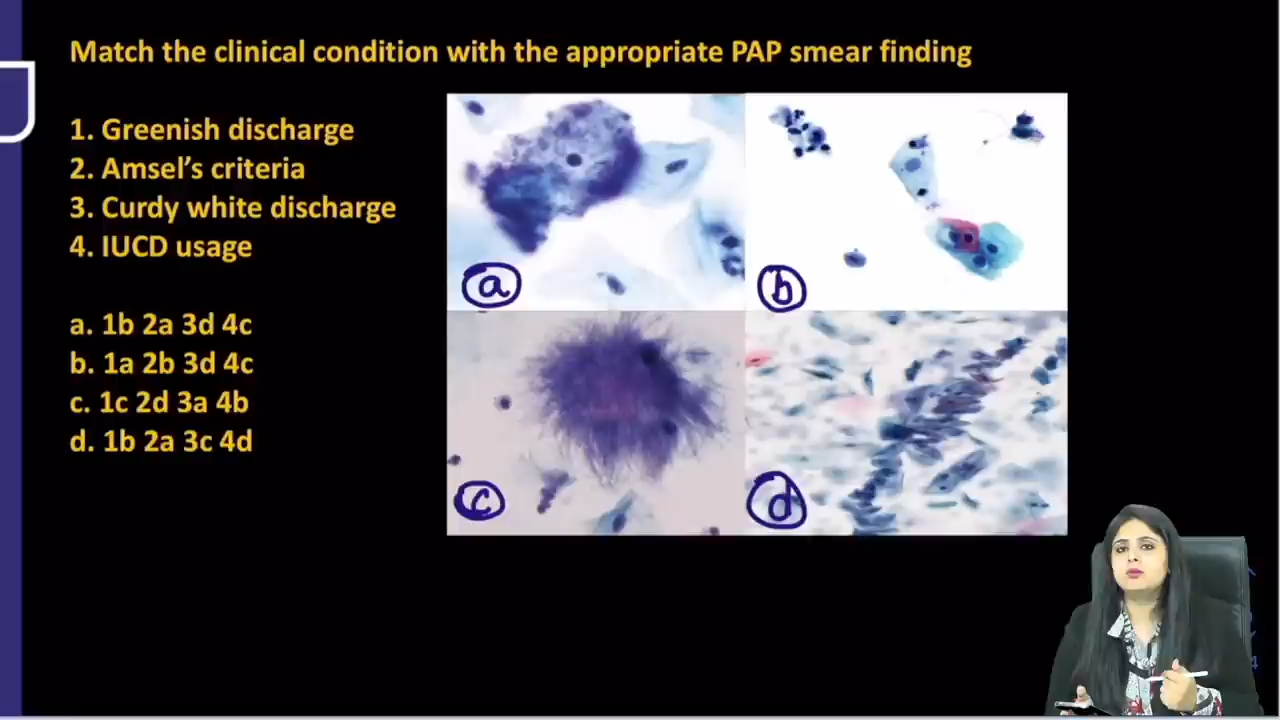 Match the clinical condition with the appropriate PAP smear finding
1. Greenish discharge
2. Amsel's criteria
3. Curdy white discharge
4. IUCD usage
a. 1b 2a 3d 4c
b. 1a 2b 3d 4c
c. 1c 2d 3a 4b
d. 1b 2a 3c 4d
a
b
c
d